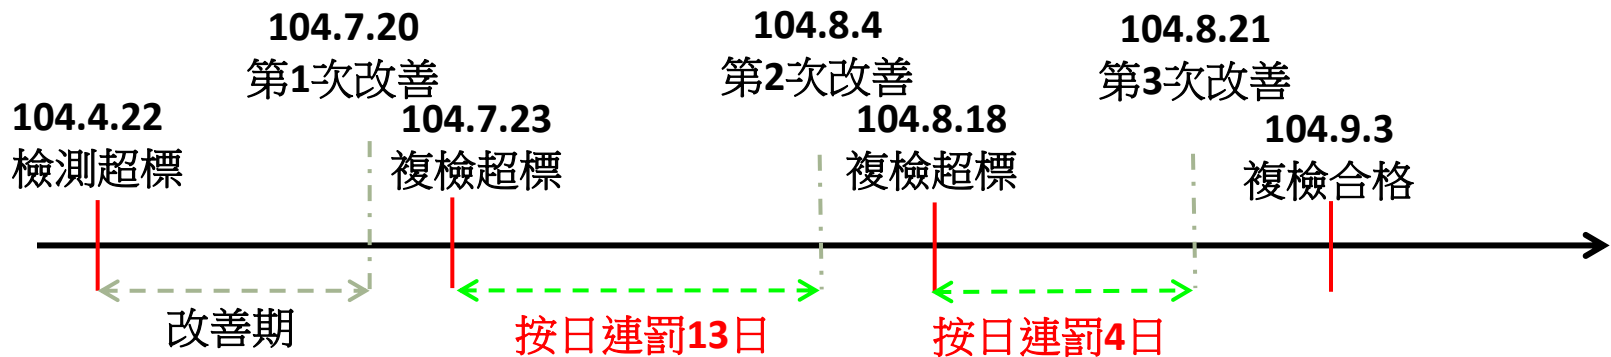 104.4.22
檢測超標
104.7.20
第1次改善
104.7.23
複檢超標
104.8.4
第2次改善
104.8.18
複檢超標
104.8.21
第3次改善
104.9.3
複檢合格
改善期
按日連罰13日
按日連罰4日